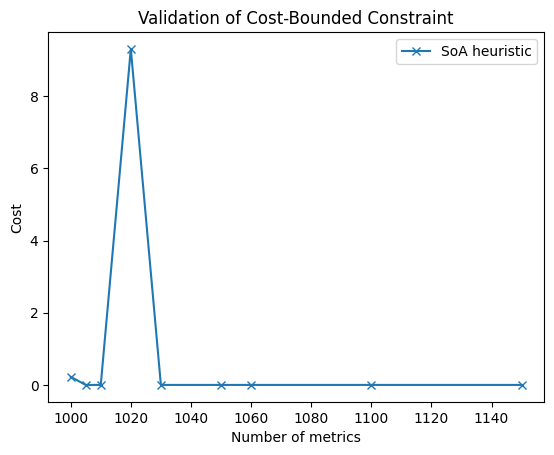 Validation of Cost-Bounded Constraint
SoA heuristic
Cost
8
6
4
2
0
1000 1020 1040 1060 1080 1100 1120 1140
Number of metrics